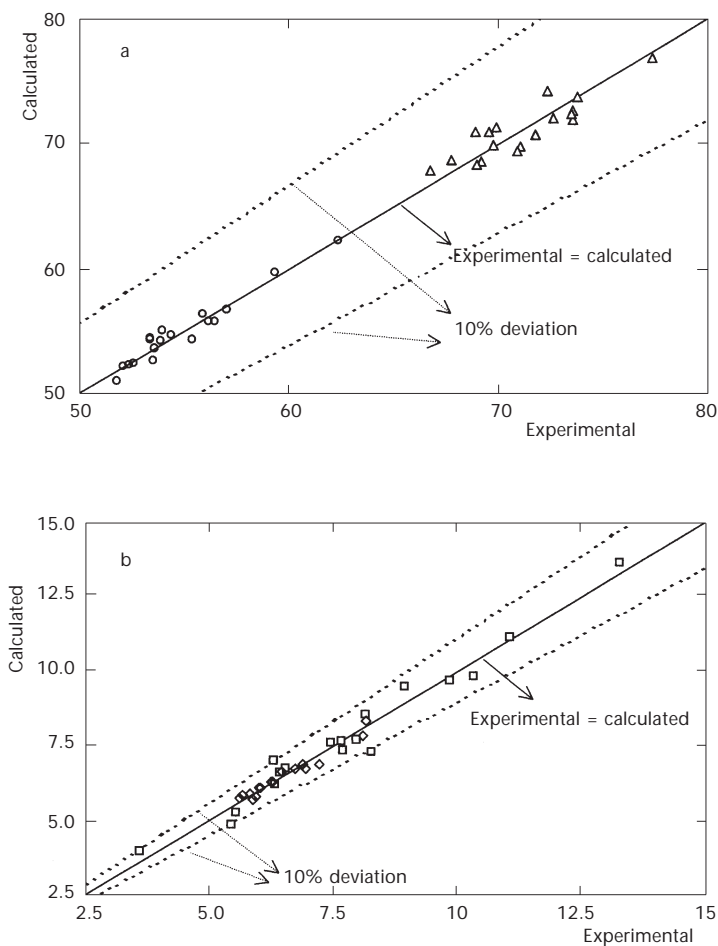 80
a
Calculated
70
Experimental = calculated
60
10% deviation
50
50 60 70 80
Experimental
15.0
b
12.5
Calculated
10.0
Experimental = calculated
7.5
5.0
10% deviation
2.5
2.5 5.0 7.5 10 12.5 15
Experimental